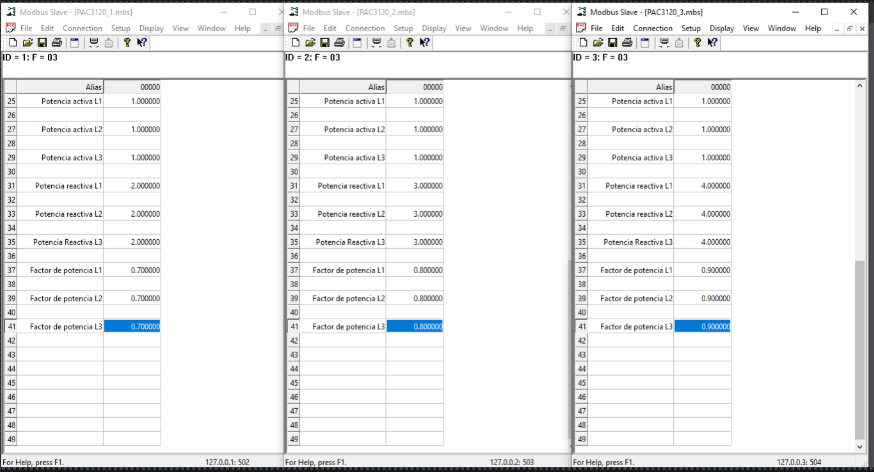 Modbus Slave - [PAC3120_1.mbs]
File Edit Connection Setup Display View Window Help
ID = 1: F = 03
Alias 00000
25 Potencia activa L1 1.000000
26
27 Potencia activa L2 1.000000
28
29 Potencia activa L3 1.000000
30
31 Potencia reactiva L1 2.000000
32
33 Potencia reactiva L2 2.000000
34
35 Potencia Reactiva L3 2.000000
36
37 Factor de potencia L1 0.700000
38
39 Factor de potencia L2 0.700000
40
41 Factor de potencia L3 0.700000
42
43
44
45
46
47
48
49
For Help, press F1. 127.0.0.1: 502
Modbus Slave - [PAC3120_2.mbs]
File Edit Connection Setup Display View Window Help
ID = 2: F = 03
Alias 00000
25 Potencia activa L1 1.000000
26
27 Potencia activa L2 1.000000
28
29 Potencia activa L3 1.000000
30
31 Potencia reactiva L1 3.000000
32
33 Potencia reactiva L2 3.000000
34
35 Potencia Reactiva L3 3.000000
36
37 Factor de potencia L1 0.800000
38
39 Factor de potencia L2 0.800000
40
41 Factor de potencia L3 0.800000
42
43
44
45
46
47
48
49
For Help, press F1. 127.0.0.2: 503
Modbus Slave - [PAC3120_3.mbs]
File Edit Connection Setup Display View Window Help
ID = 3: F = 03
Alias 00000
25 Potencia activa L1 1.000000
26
27 Potencia activa L2 1.000000
28
29 Potencia activa L3 1.000000
30
31 Potencia reactiva L1 4.000000
32
33 Potencia reactiva L2 4.000000
34
35 Potencia Reactiva L3 4.000000
36
37 Factor de potencia L1 0.900000
38
39 Factor de potencia L2 0.900000
40
41 Factor de potencia L3 0.900000
42
43
44
45
46
47
48
49
For Help, press F1. 127.0.0.3: 504